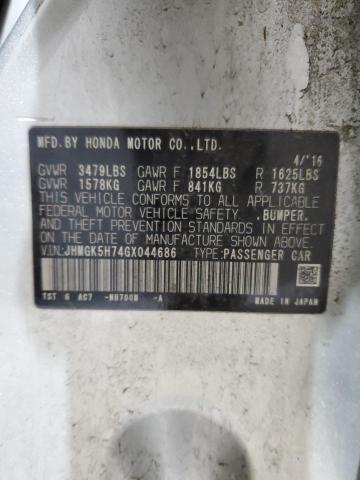 MFD.BY HONDA MOTOR CO.,LTD.
4/'16
GVWR 3479LBS GAWR F 1854LBS R 1625LBS
GVWR 1578KG GAWR F 841KG R 737KG
THIS VEHICLE CONFORMS TO ALL APPLICABLE
FEDERAL MOTOR VEHICLE SAFETY, BUMPER,
AND THEFT PREVENTION STANDARDS IN EFFECT
ON THE DATE OF MANUFACTURE SHOWN ABOVE.
VIN:JHMGK5H74GX044686 TYPE:PASSENGER CAR
1ST 6 AC7 -NH700M -A MADE IN JAPAN